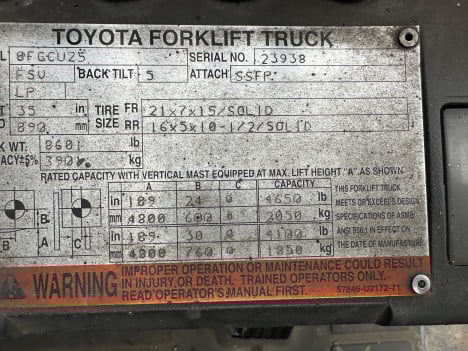 TOYOTA FORKLIFT TRUCK
L 8FGCU25 SERIAL NO. 23938
FSV BACK TILT 5 ATTACH SSFP
LP
T 35 in TIRE FR 21x7x15/SOLID
D 890 mm SIZE RR 16x5x10-1/2/SOLID
K WT. 8601 lb
ACY±5% 3901 kg
RATED CAPACITY WITH VERTICAL MAST EQUIPPED AT MAX. LIFT HEIGHT "A", AS SHOWN
A B C CAPACITY
in 189 24 0 4650 lb
mm 4800 600 0 2050 kg
in 189 30 0 4100 lb
mm 4800 760 0 1850 kg
B
A C
B
THIS FORKLIFT TRUCK
MEETS OR EXCEEDS DESIGN
SPECIFICATIONS OF ASME
ANSI B56.1 IN EFFECT ON
THE DATE OF MANUFACTURE.
WARNING
IMPROPER OPERATION OR MAINTENANCE COULD RESULT
IN INJURY OR DEATH. TRAINED OPERATORS ONLY.
READ OPERATOR'S MANUAL FIRST. 57846-U2172-71